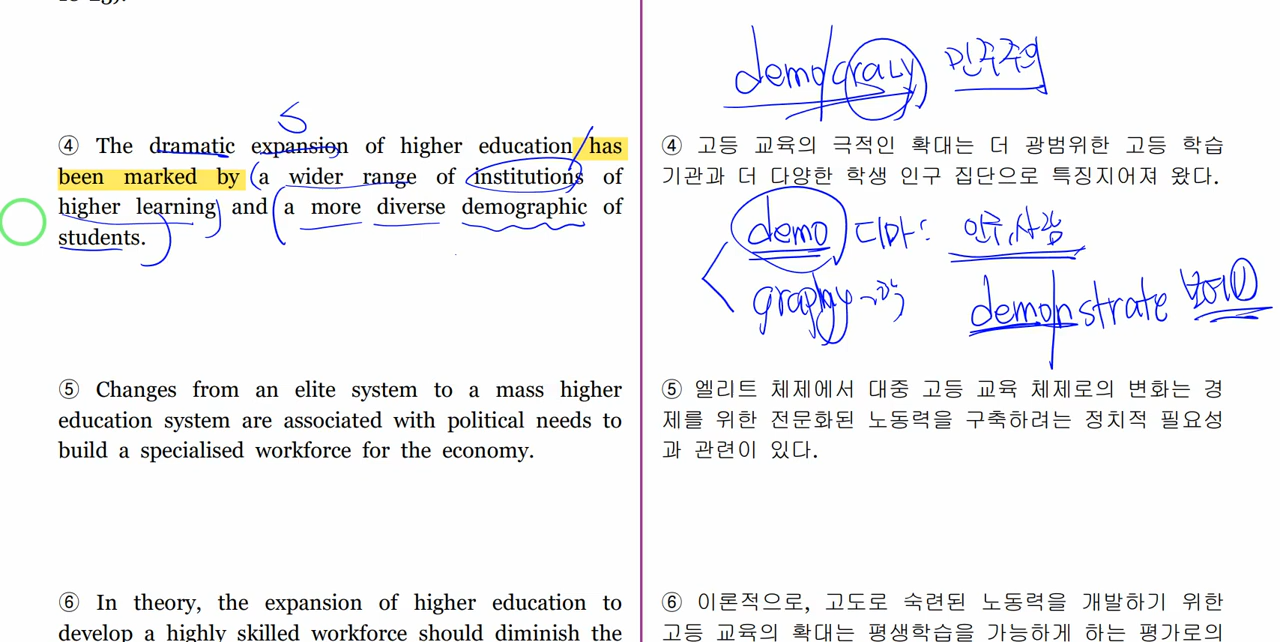 ④ The dramatic expansion of higher education has
been marked by a wider range of institutions of
higher learning and a more diverse demographic of
students.
⑤ Changes from an elite system to a mass higher
education system are associated with political needs to
build a specialised workforce for the economy.
⑥ In theory, the expansion of higher education to
develop a highly skilled workforce should diminish the
S
democracy 민주주의
④ 고등 교육의 극적인 확대는 더 광범위한 고등 학습
기관과 더 다양한 학생 인구 집단으로 특징지어져 왔다.
demo 디마: 인구, 사람
graphy
demonstrate
⑤ 엘리트 체제에서 대중 고등 교육 체제로의 변화는 경
제를 위한 전문화된 노동력을 구축하려는 정치적 필요성
과 관련이 있다.
⑥ 이론적으로, 고도로 숙련된 노동력을 개발하기 위한
고등 교육의 확대는 평생학습을 가능하게 하는 평가로의